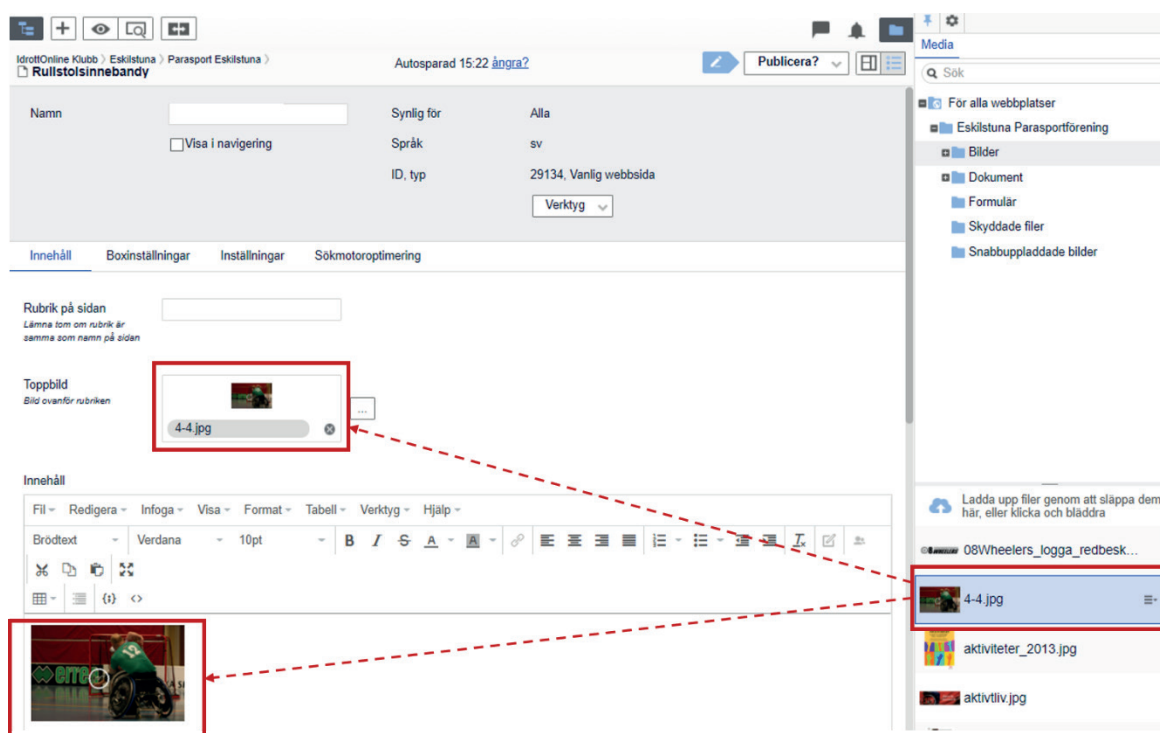 IdrottOnline Klubb 〉 Eskilstuna 〉 Parasport Eskilstuna 〉
Rullstolsinnebandy
Autosparad 15:22 ångra?
Publicera?
Namn
Visa i navigering
Synlig för
Alla
Språk
sv
ID, typ
29134, Vanlig webbsida
Verktyg
Innehåll
Boxinställningar
Inställningar
Sökmotoroptimering
Rubrik på sidan
Lämna tom om rubrik är
samma som namn på sidan
Toppbild
Bild ovanför rubriken
4-4.jpg
...
Innehåll
Fil Redigera Infoga Visa Format Tabell Verktyg Hjälp
Brödtext Verdana 10pt B I S A A
erre
12
Media
Sök
För alla webbplatser
Eskilstuna Parasportförening
Bilder
Dokument
Formulär
Skyddade filer
Snabbuppladdade bilder
Ladda upp filer genom att släppa dem
här, eller klicka och bläddra
08Wheelers_logga_redbesk...
4-4.jpg
aktiviteter_2013.jpg
aktivtliv.jpg